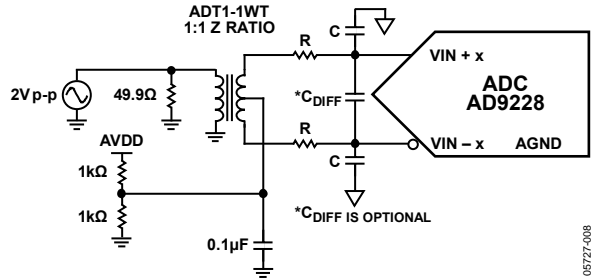 ADT1-1WT
1:1 Z RATIO
C
R
VIN + x
2V p-p
49.9Ω
*CDIFF
ADC
AD9228
R
VIN – x
AGND
AVDD
C
1kΩ
1kΩ
*CDIFF IS OPTIONAL
0.1µF
05727-008